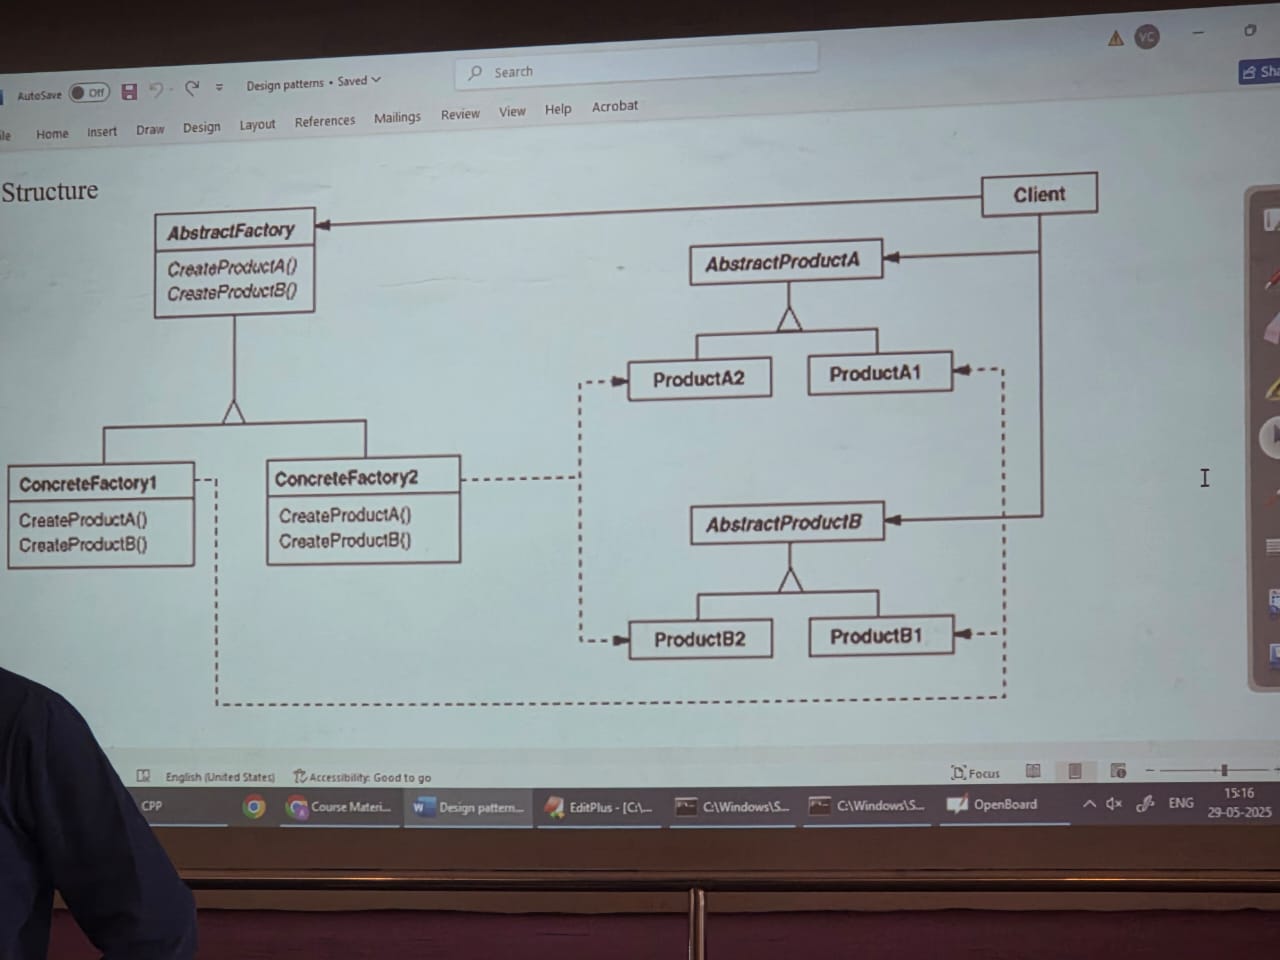 AutoSave Off Design patterns • Saved Search VC
Home Insert Draw Design Layout References Mailings Review View Help Acrobat
Structure
Client
AbstractFactory
CreateProductA()
CreateProductB()
AbstractProductA
ProductA2
ProductA1
ConcreteFactory1
CreateProductA()
CreateProductB()
ConcreteFactory2
CreateProductA()
CreateProductB()
AbstractProductB
ProductB2
ProductB1
English (United States) Accessibility: Good to go Focus
CPP Course Materi... Design pattern... EditPlus - [C:\... C:\Windows\S... C:\Windows\S... OpenBoard ENG 15:16
29-05-2025